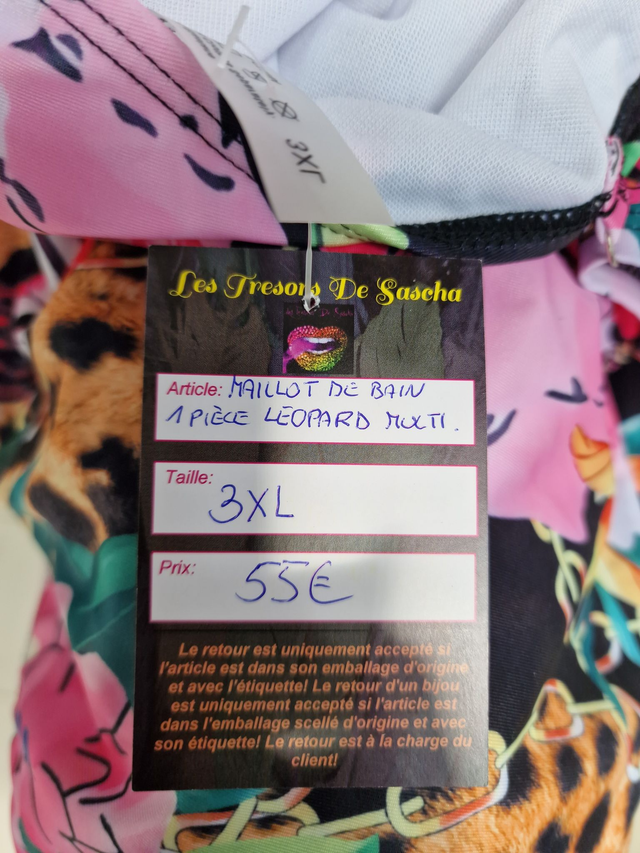 3XL
Les Tresors De Sascha
Article: MAILLOT DE BAIN
1 PIÈCE LÉOPARD MULTI.
Taille:
3XL
Prix:
55€
Le retour est uniquement accepté si
l'article est dans son emballage d'origine
et avec l'étiquette! Le retour d'un bijou
est uniquement accepté si l'article est
dans l'emballage scellé d'origine et avec
son étiquette! Le retour est à la charge du
client!